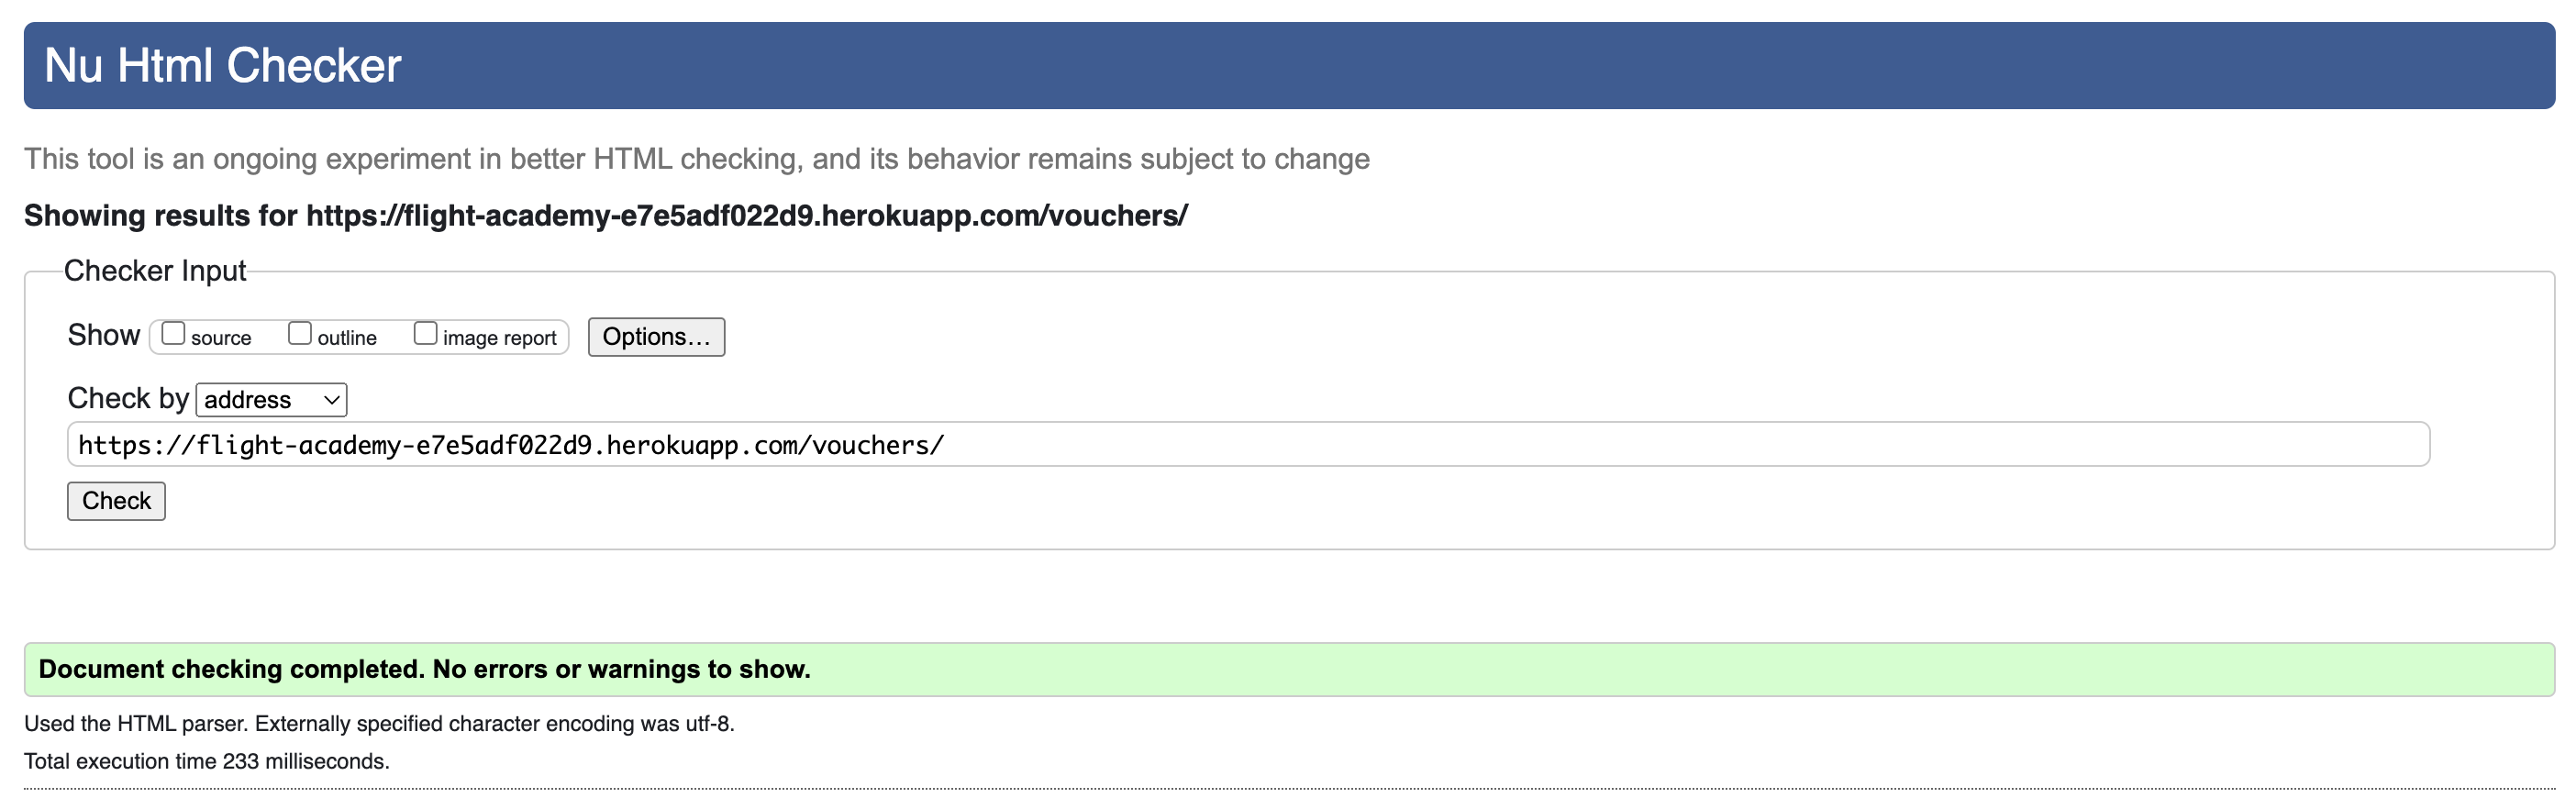 Nu Html Checker
This tool is an ongoing experiment in better HTML checking, and its behavior remains subject to change
Showing results for https://flight-academy-e7e5adf022d9.herokuapp.com/vouchers/
Checker Input
Show source outline image report Options...
Check by address
https://flight-academy-e7e5adf022d9.herokuapp.com/vouchers/
Check
Document checking completed. No errors or warnings to show.
Used the HTML parser. Externally specified character encoding was utf-8.
Total execution time 233 milliseconds.